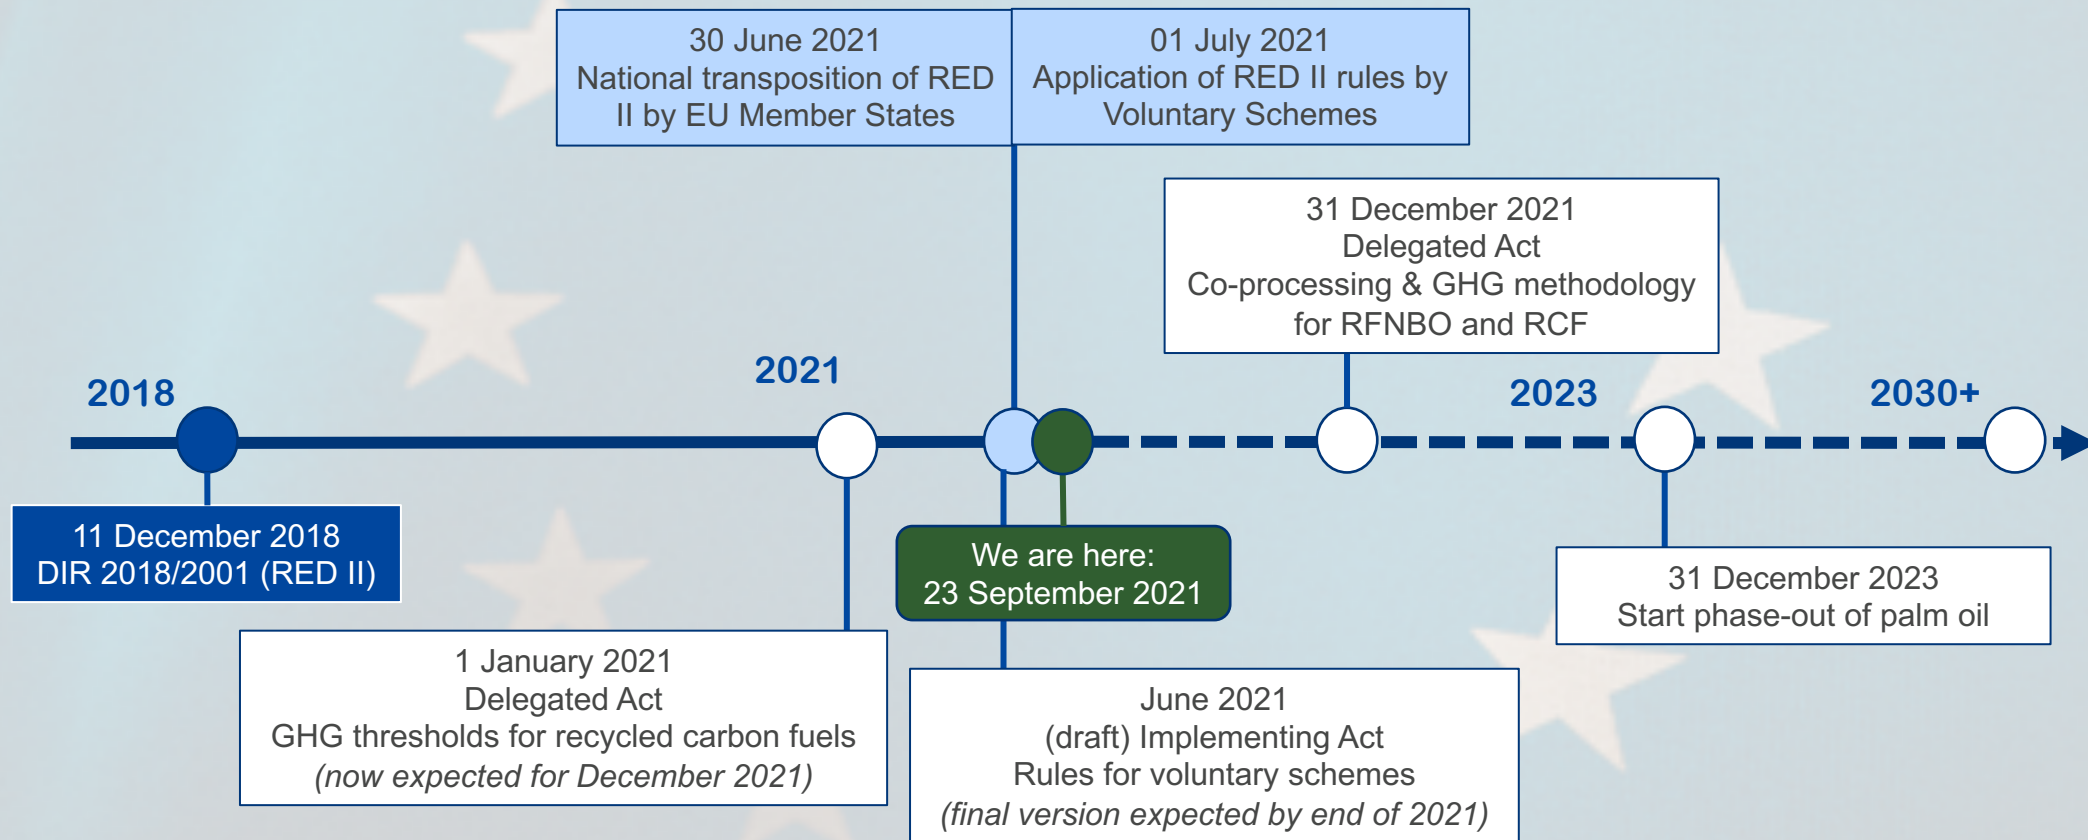 30 June 2021
National transposition of RED
II by EU Member States
01 July 2021
Application of RED II rules by
Voluntary Schemes
31 December 2021
Delegated Act
Co-processing & GHG methodology
for RFNBO and RCF
2018
2021
2023
2030+
11 December 2018
DIR 2018/2001 (RED II)
We are here:
23 September 2021
31 December 2023
Start phase-out of palm oil
1 January 2021
Delegated Act
GHG thresholds for recycled carbon fuels
(now expected for December 2021)
June 2021
(draft) Implementing Act
Rules for voluntary schemes
(final version expected by end of 2021)